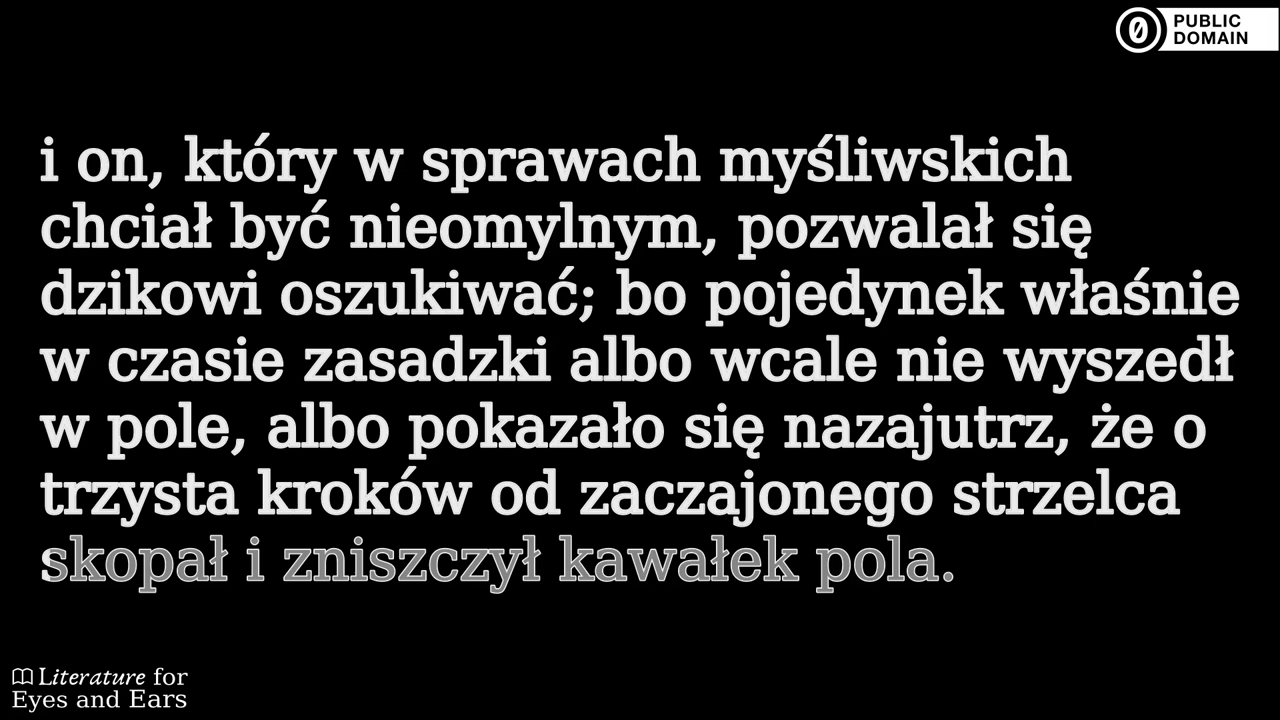 PUBLIC
DOMAIN
i on, który w sprawach myśliwskich
chciał być nieomylnym, pozwalał się
dzikowi oszukiwać; bo pojedynek właśnie
w czasie zasadzki albo wcale nie wyszedł
w pole, albo pokazało się nazajutrz, że o
trzysta kroków od zaczajonego strzelca
skopał i zniszczył kawałek pola.
Literature for
Eyes and Ears